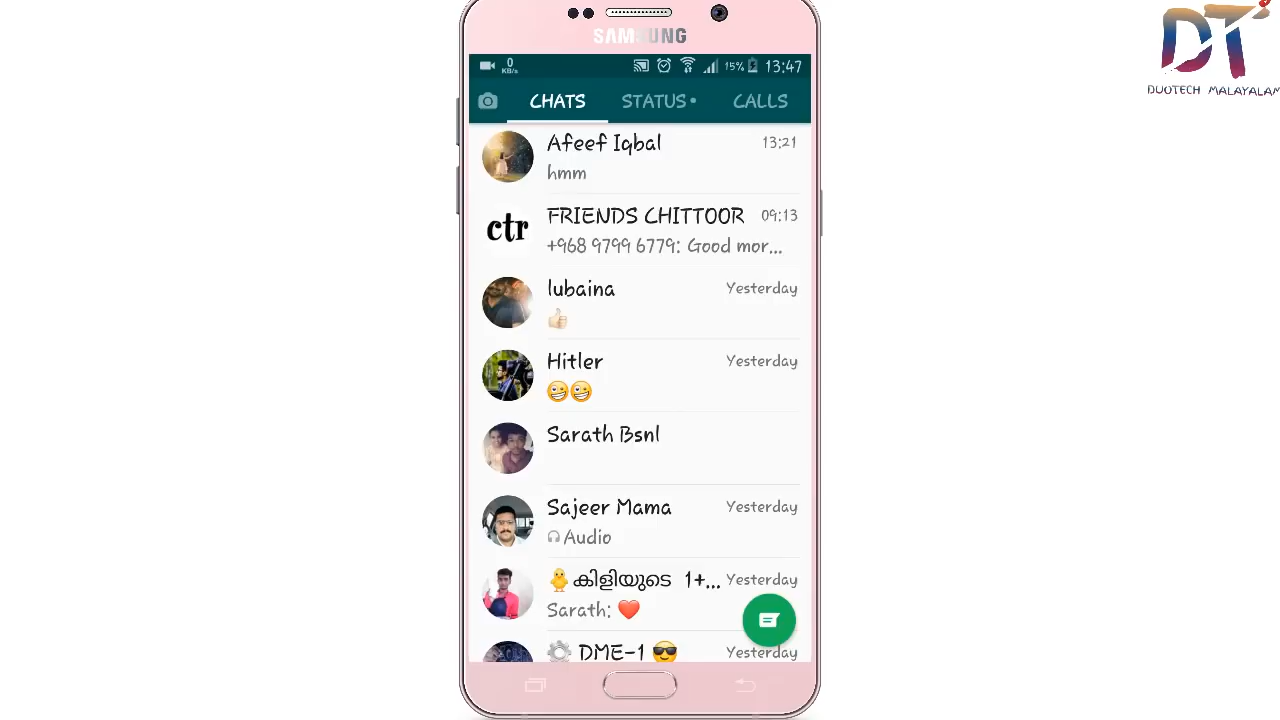 SAMSUNG
DT
DUOTECH MALAYALAM
0
KB/s
15%
13:47
CHATS
STATUS
CALLS
Afeef Iqbal
13:21
hmm
ctr
FRIENDS CHITTOOR
09:13
+968 9799 6779: Good mor...
lubaina
Yesterday
👍🏻
Hitler
Yesterday
Sarath Bsnl
Sajeer Mama
Yesterday
Audio
🐥കിളിയുടെ 1+...
Yesterday
Sarath: ❤️
⚙️ DME-1 😎
Yesterday